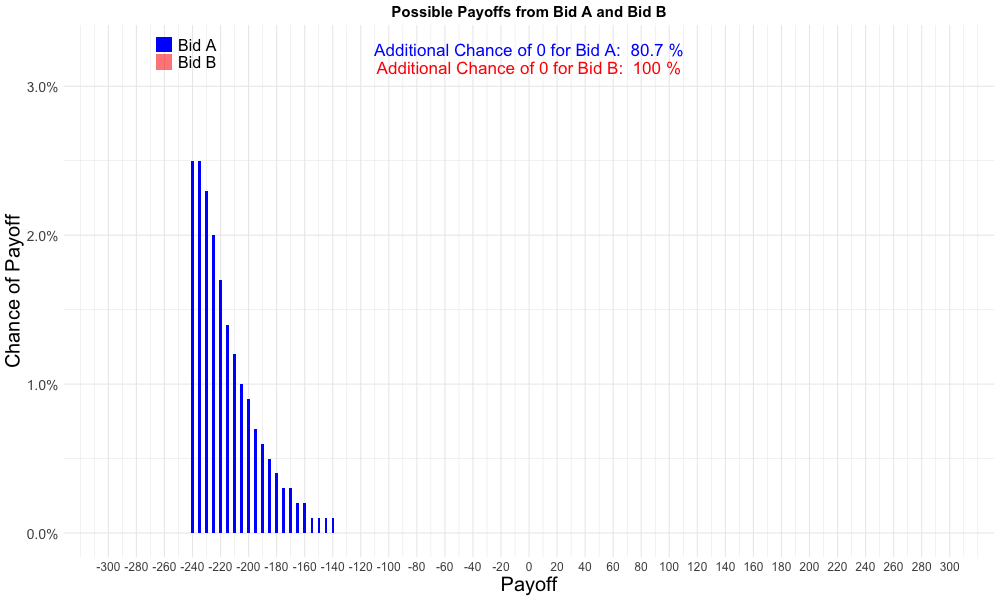 Possible Payoffs from Bid A and Bid B
Bid A
Bid B
Additional Chance of 0 for Bid A:  80.7 %
Additional Chance of 0 for Bid B:  100 %
Chance of Payoff
3.0%
2.0%
1.0%
0.0%
-300 -280 -260 -240 -220 -200 -180 -160 -140 -120 -100 -80 -60 -40 -20 0 20 40 60 80 100 120 140 160 180 200 220 240 260 280 300
Payoff